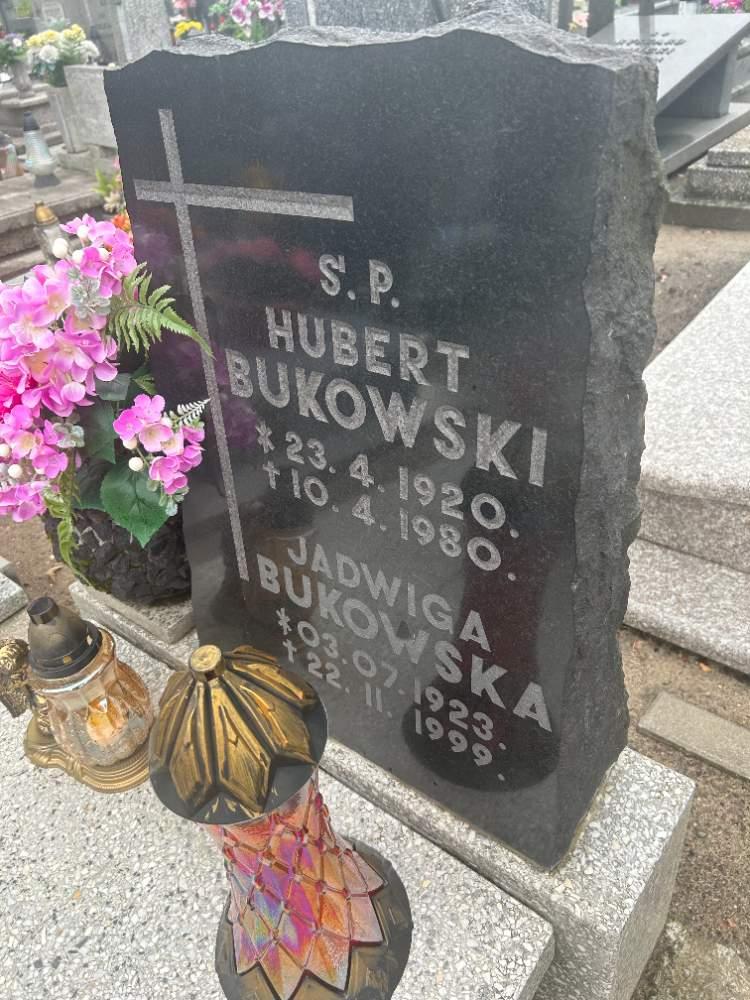 Ś. P.
HUBERT
BUKOWSKI
* 23. 4. 1920.
† 10. 4. 1980.
JADWIGA
BUKOWSKA
* 03. 07. 1923.
† 22. 11. 1999.